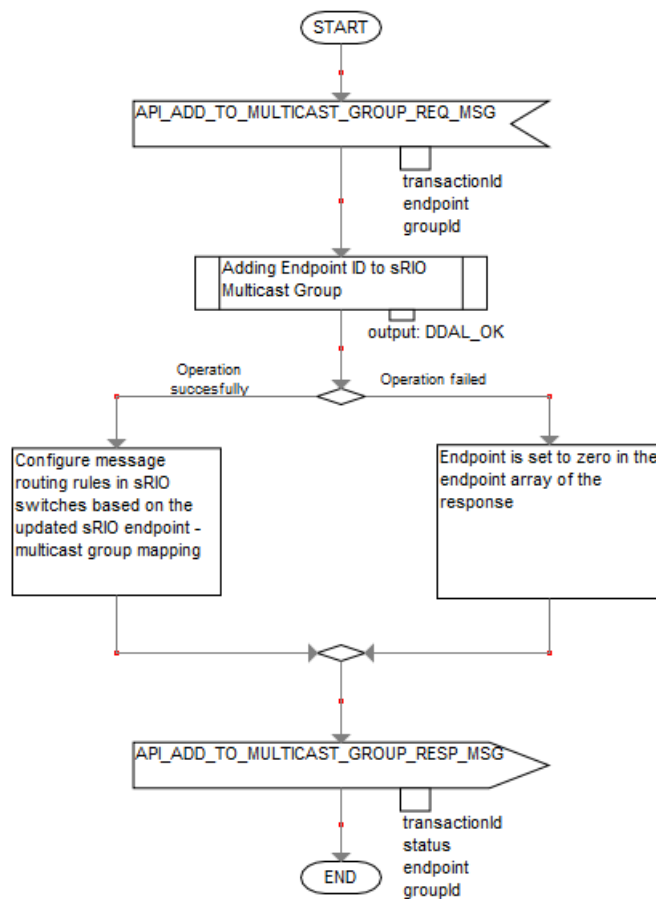 START
API_ADD_TO_MULTICAST_GROUP_REQ_MSG
transactionId
endpoint
groupId
Adding Endpoint ID to sRIO
Multicast Group
output: DDAL_OK
Operation
succesfully
Operation failed
Configure message
routing rules in sRIO
switches based on the
updated sRIO endpoint -
multicast group mapping
Endpoint is set to zero in the
endpoint array of the
response
API_ADD_TO_MULTICAST_GROUP_RESP_MSG
transactionId
status
endpoint
groupId
END